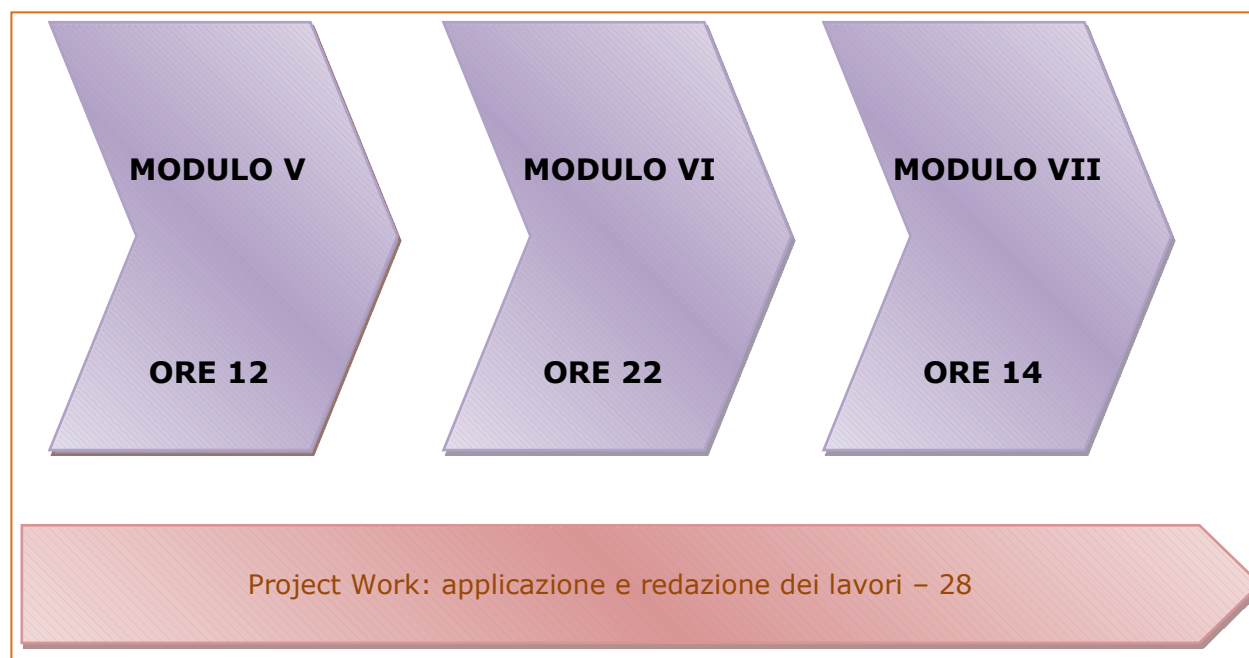 MODULO V
ORE 12
MODULO VI
ORE 22
MODULO VII
ORE 14
Project Work: applicazione e redazione dei lavori – 28